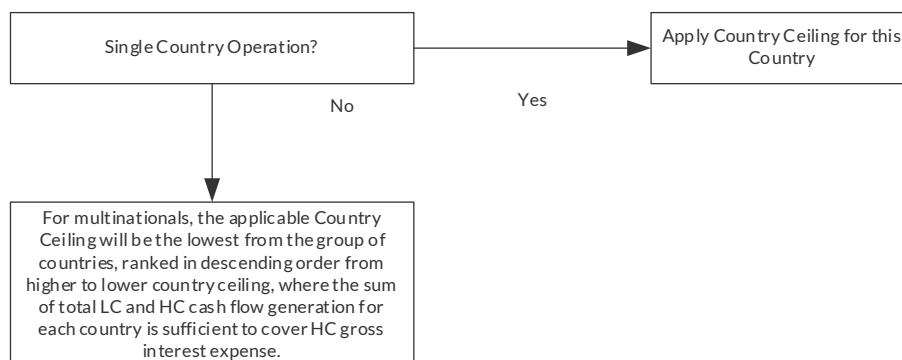 Single Country Operation?
Apply Country Ceiling for this
Country
No
Yes
For multinationals, the applicable Country
Ceiling will be the lowest from the group of
countries, ranked in descending order from
higher to lower country ceiling, where the sum
of total LC and HC cash flow generation for
each country is sufficient to cover HC gross
interest expense.